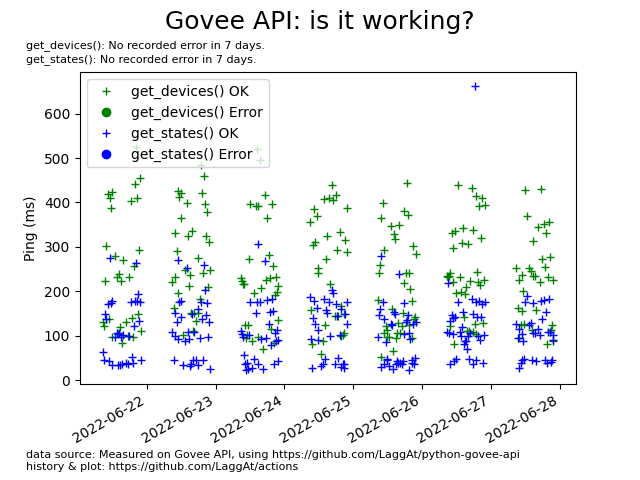 Govee API: is it working?
get_devices(): No recorded error in 7 days.
get_states(): No recorded error in 7 days.
get_devices() OK
get_devices() Error
get_states() OK
get_states() Error
Ping (ms)
600
500
400
300
200
100
0
2022-06-22
2022-06-23
2022-06-24
2022-06-25
2022-06-26
2022-06-27
2022-06-28
data source: Measured on Govee API, using https://github.com/LaggAt/python-govee-api
history & plot: https://github.com/LaggAt/actions